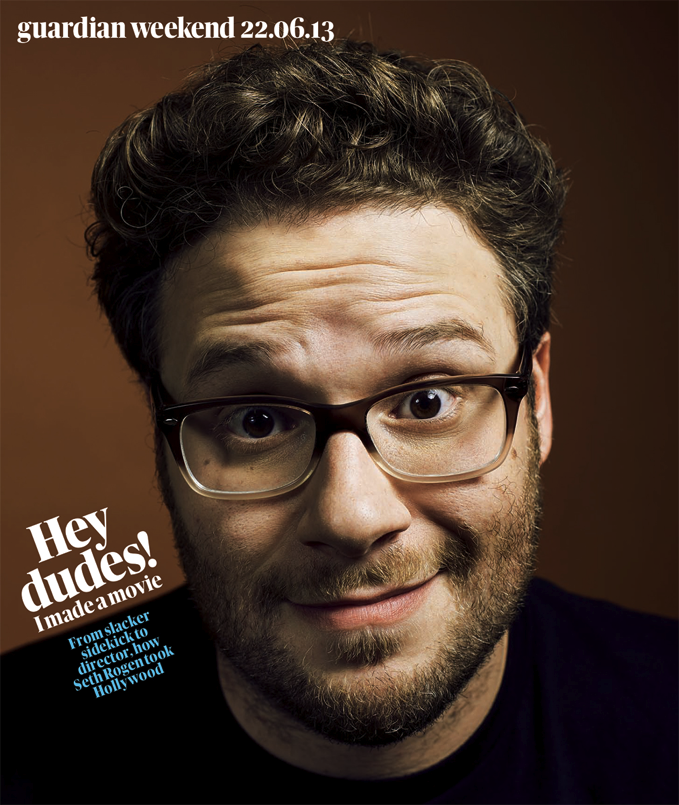 guardian weekend 22.06.13
Hey
dudes!
I made a movie
From slacker
sidekick to
director, how
Seth Rogen took
Hollywood